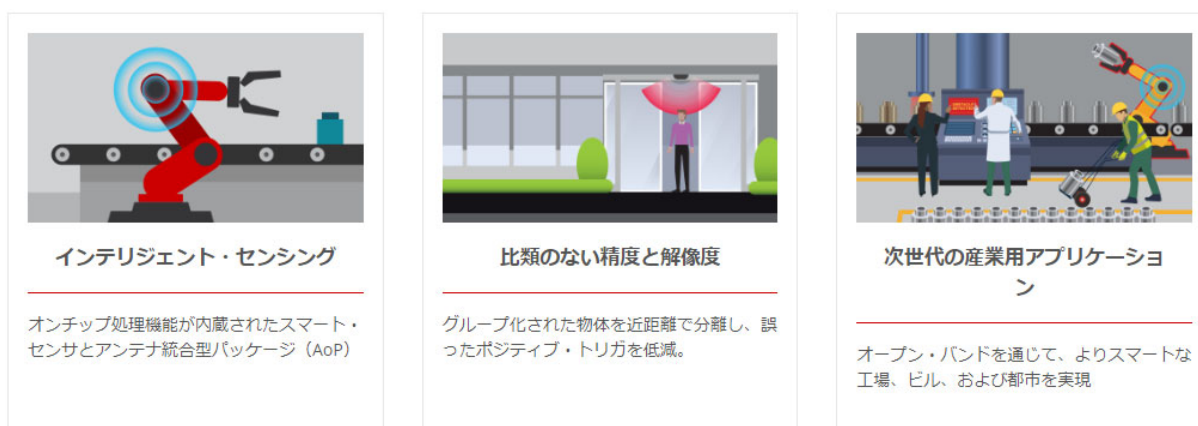 インテリジェント・センシング
オンチップ処理機能が内蔵されたスマート・
センサとアンテナ統合型パッケージ（AoP）
比類のない精度と解像度
グループ化された物体を近距離で分離し、誤
ったポジティブ・トリガを低減。
次世代の産業用アプリケーショ
ン
オープン・バンドを通じて、よりスマートな
工場、ビル、および都市を実現